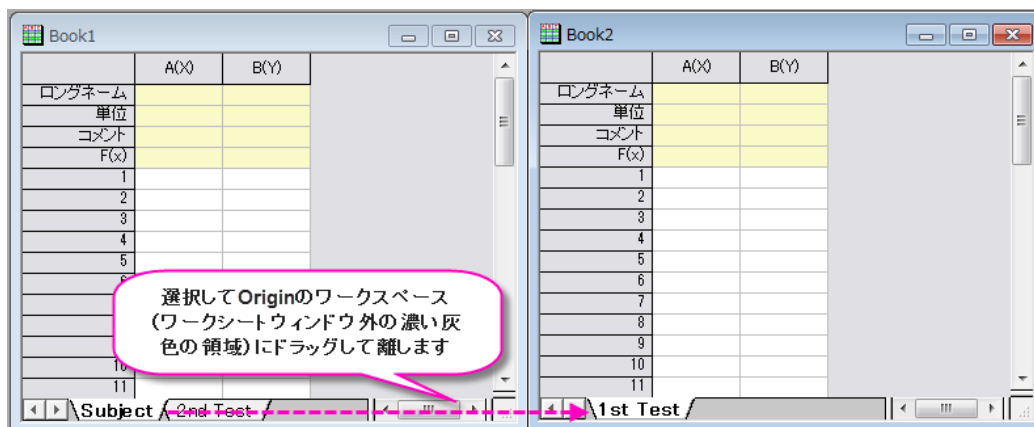 Book1
A(X) B(Y)
ロングネーム
単位
コメント
F(x)
1
2
3
4
5
6
選択してOriginのワークスペース
(ワークシートウィンドウ外の濃い灰
色の領域)にドラッグして離します
10
11
Subject 2nd Test
Book2
A(X) B(Y)
ロングネーム
単位
コメント
F(x)
1
2
3
4
5
6
7
8
9
10
11
1st Test